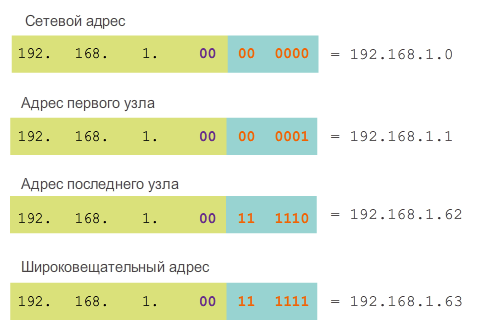 Сетевой адрес
192. 168. 1. 00 00 0000 = 192.168.1.0
Адрес первого узла
192. 168. 1. 00 00 0001 = 192.168.1.1
Адрес последнего узла
192. 168. 1. 00 11 1110 = 192.168.1.62
Широковещательный адрес
192. 168. 1. 00 11 1111 = 192.168.1.63